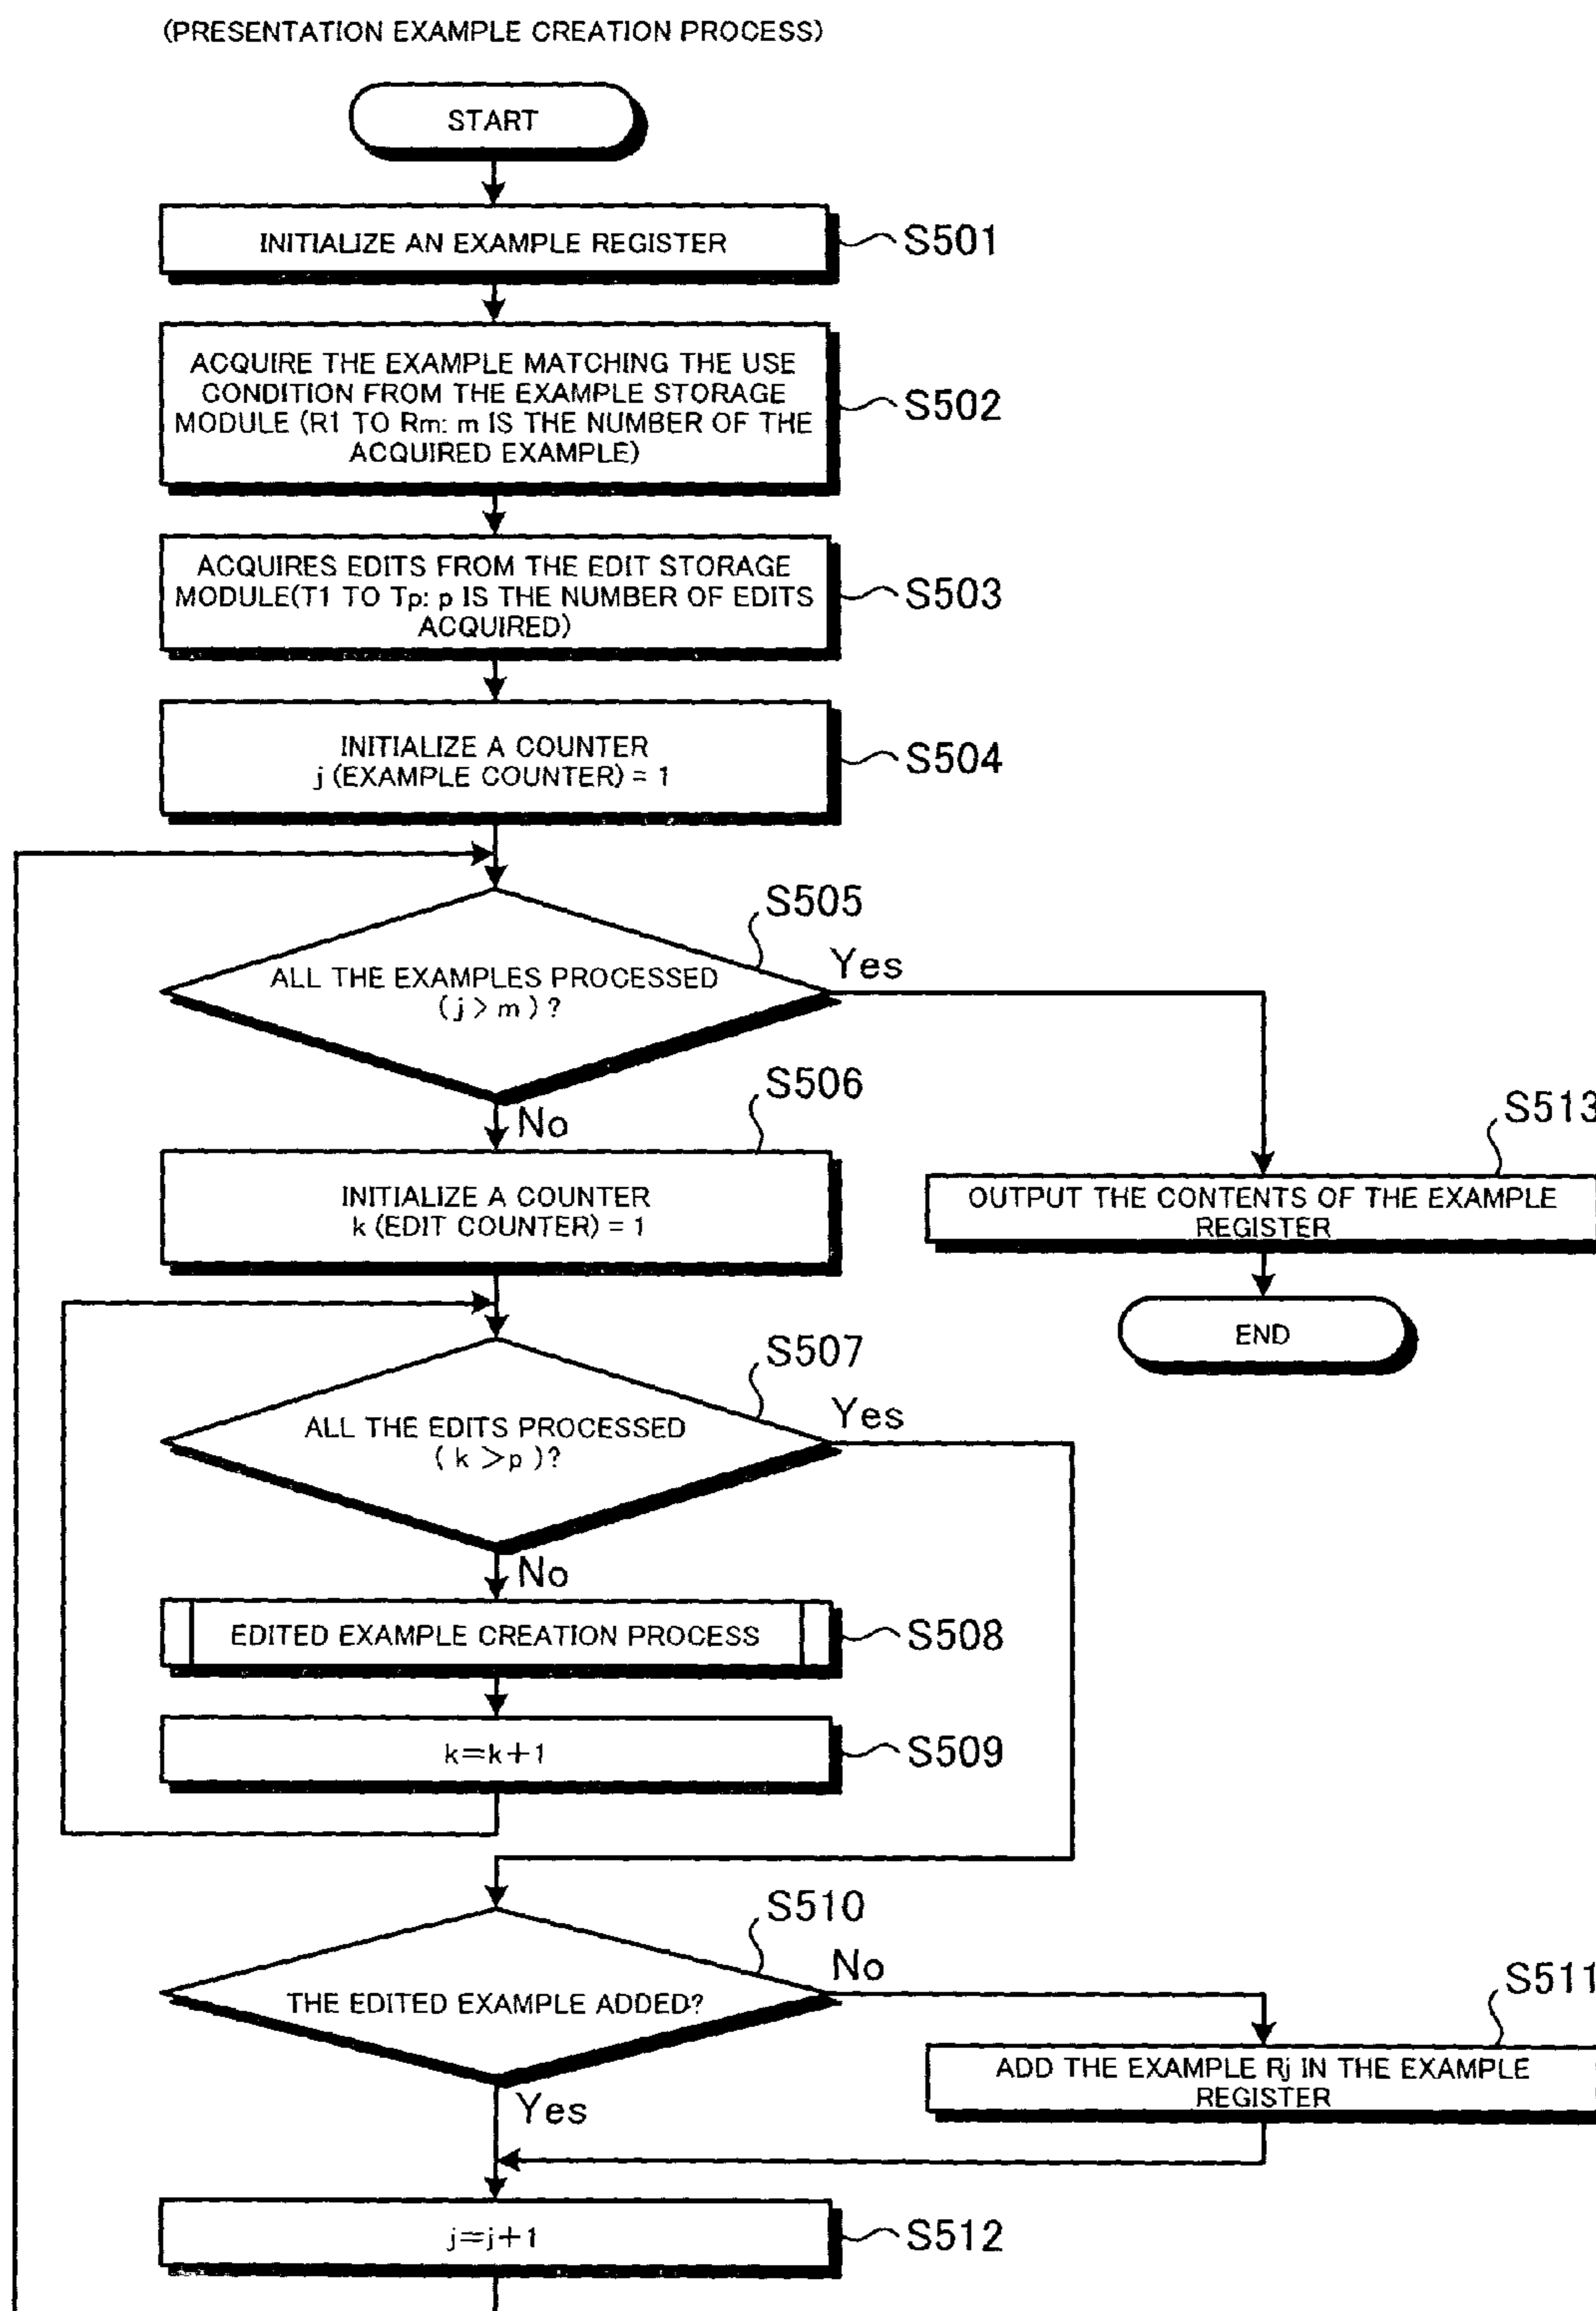 (PRESENTATION EXAMPLE CREATION PROCESS)
START
INITIALIZE AN EXAMPLE REGISTER
S501
ACQUIRE THE EXAMPLE MATCHING THE USE
CONDITION FROM THE EXAMPLE STORAGE
MODULE (R1 TO Rm: m IS THE NUMBER OF THE
ACQUIRED EXAMPLE)
S502
ACQUIRES EDITS FROM THE EDIT STORAGE
MODULE(T1 TO Tp: p IS THE NUMBER OF EDITS
ACQUIRED)
S503
INITIALIZE A COUNTER
j (EXAMPLE COUNTER) = 1
S504
S505
ALL THE EXAMPLES PROCESSED
( j > m ) ?
Yes
No
S506
INITIALIZE A COUNTER
k (EDIT COUNTER) = 1
S513
OUTPUT THE CONTENTS OF THE EXAMPLE
REGISTER
END
S507
ALL THE EDITS PROCESSED
( k >p )?
Yes
No
EDITED EXAMPLE CREATION PROCESS
S508
k=k+1
S509
S510
THE EDITED EXAMPLE ADDED?
No
Yes
S511
ADD THE EXAMPLE Rj IN THE EXAMPLE
REGISTER
j=j+1
S512